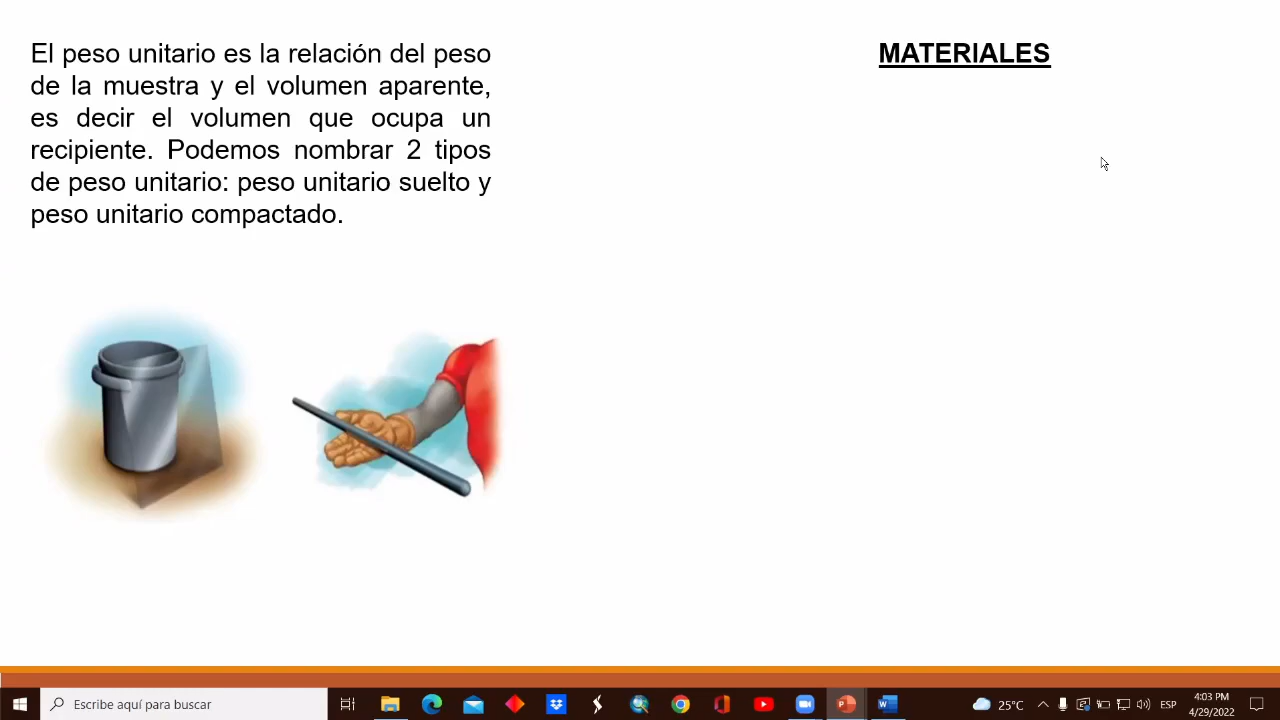 El peso unitario es la relación del peso
de la muestra y el volumen aparente,
es decir el volumen que ocupa un
recipiente. Podemos nombrar 2 tipos
de peso unitario: peso unitario suelto y
peso unitario compactado.
MATERIALES
Escribe aquí para buscar
25°C
ESP
4:03 PM
4/29/2022